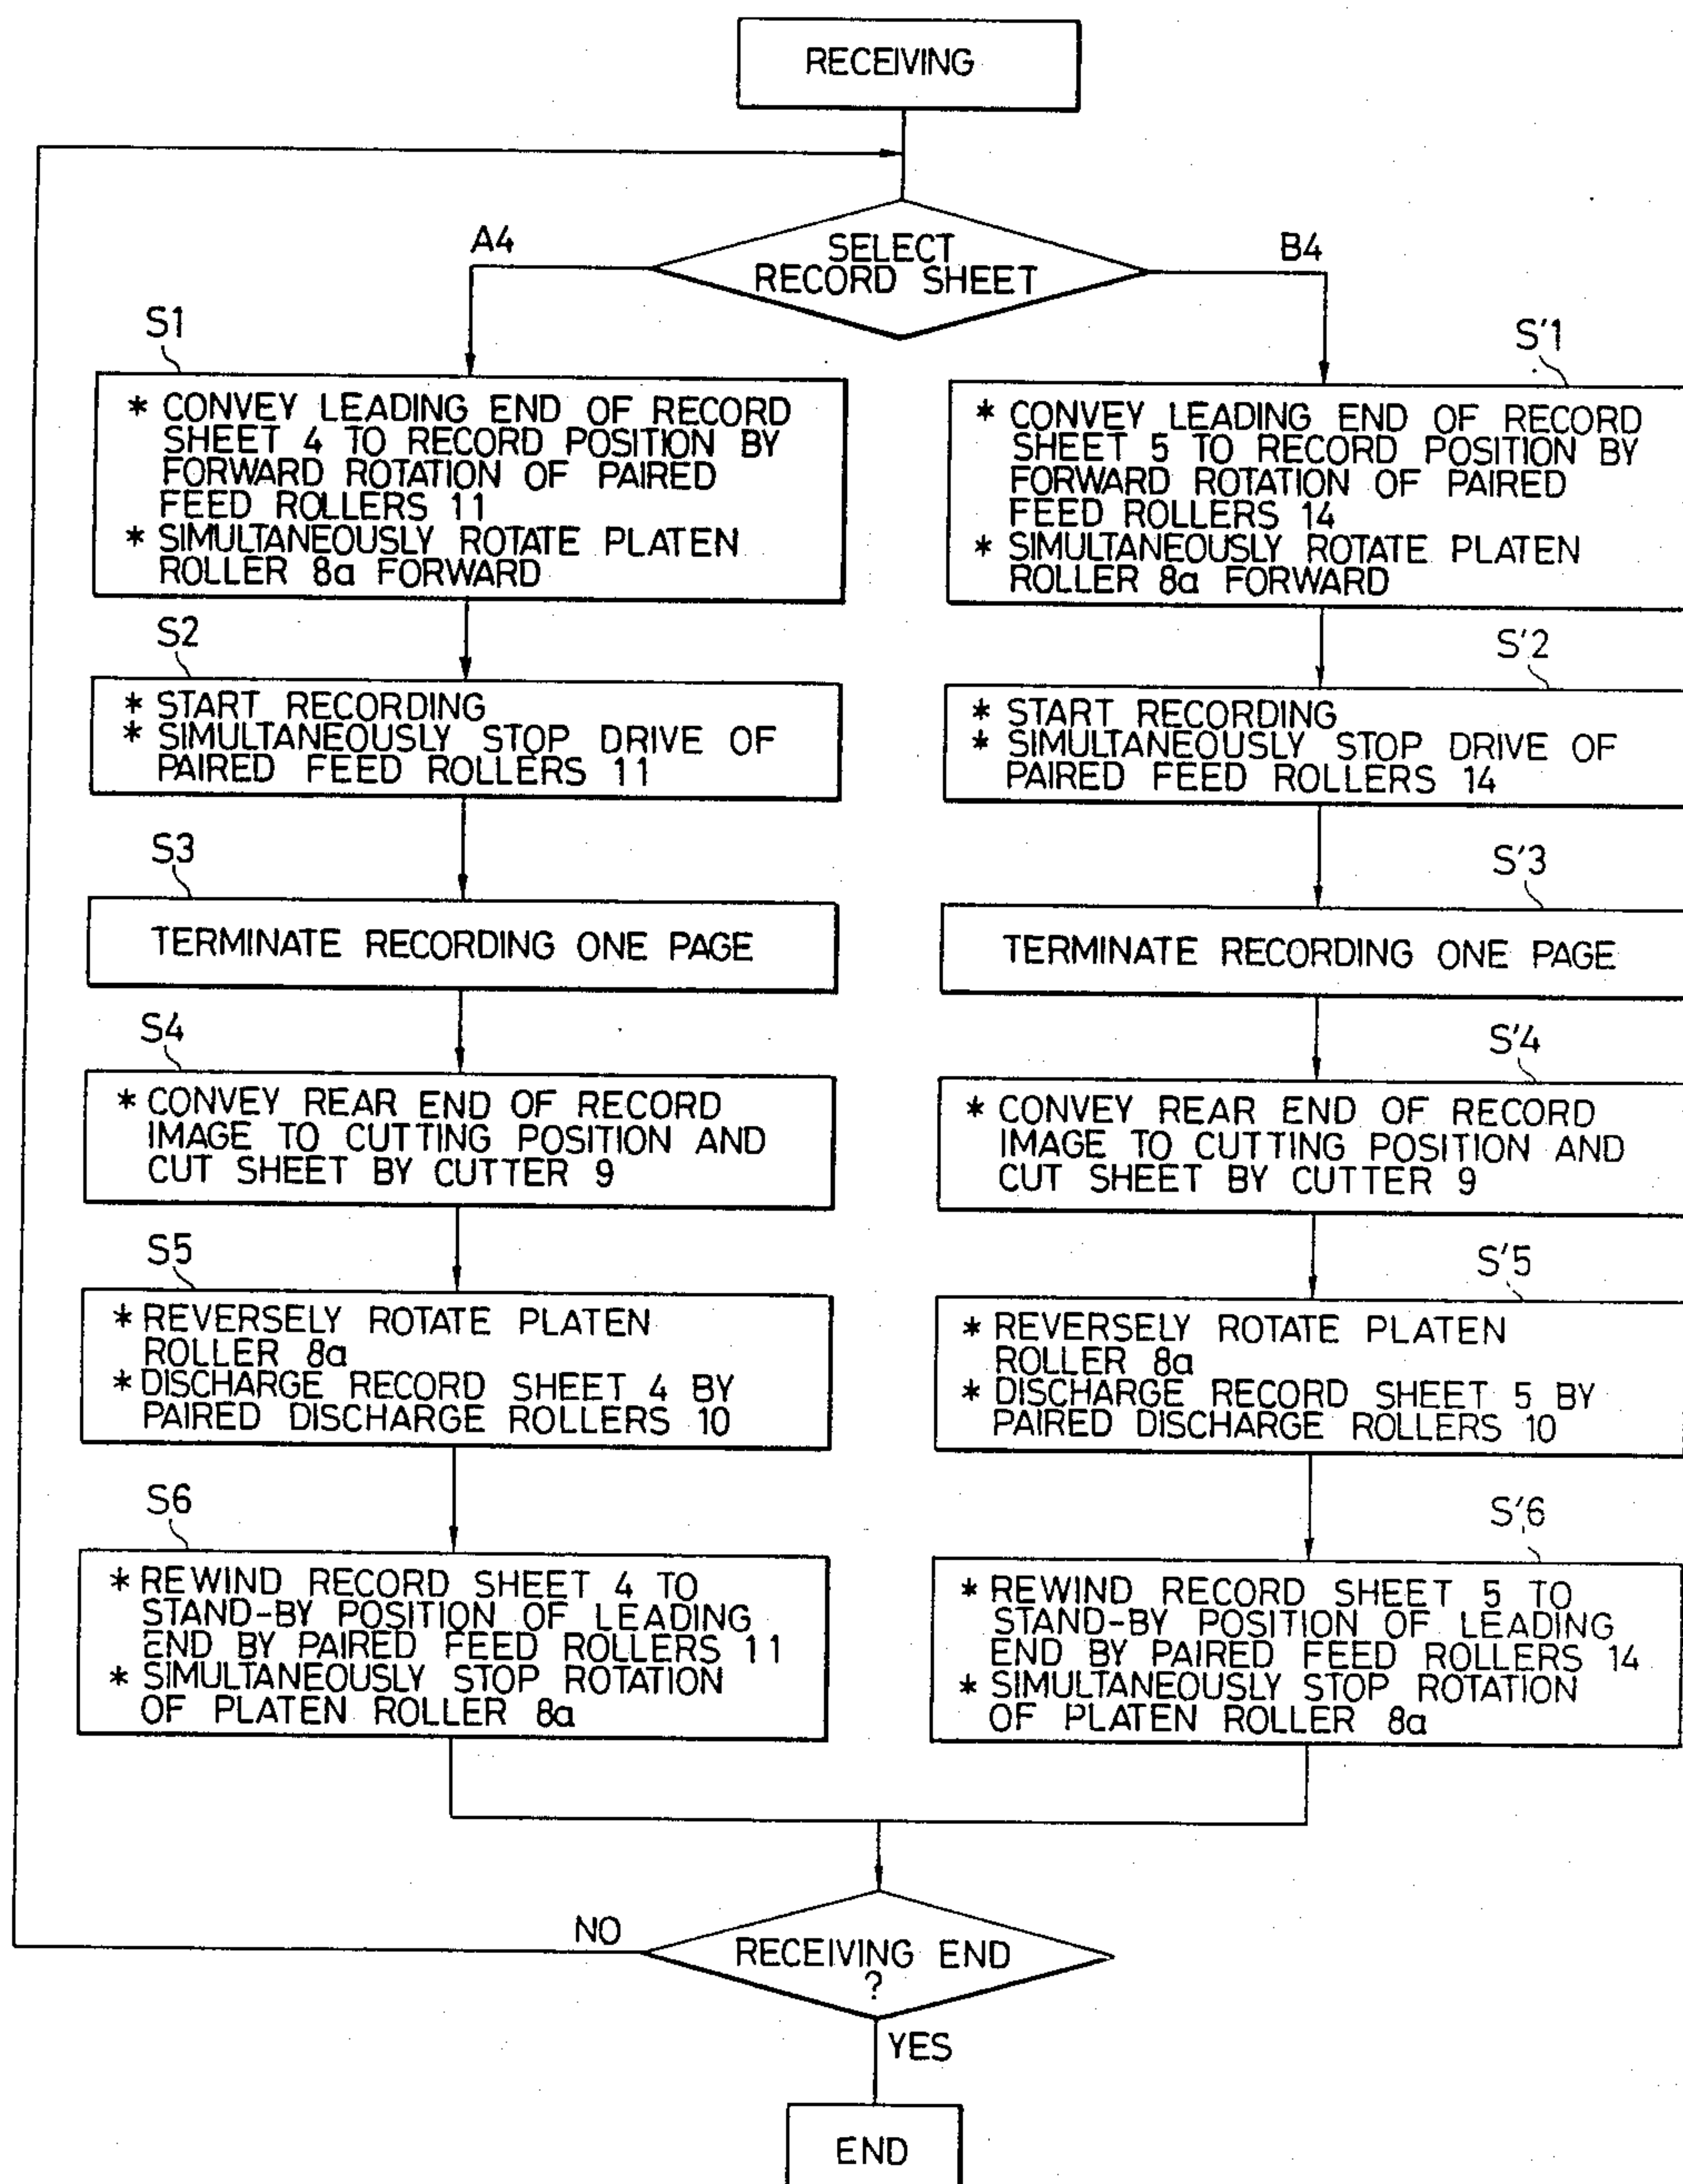 RECEIVING
SELECT
RECORD SHEET
A4
B4
S1
* CONVEY LEADING END OF RECORD
SHEET 4 TO RECORD POSITION BY
FORWARD ROTATION OF PAIRED
FEED ROLLERS 11
* SIMULTANEOUSLY ROTATE PLATEN
ROLLER 8a FORWARD
S2
* START RECORDING
* SIMULTANEOUSLY STOP DRIVE OF
PAIRED FEED ROLLERS 11
S3
TERMINATE RECORDING ONE PAGE
S4
* CONVEY REAR END OF RECORD
IMAGE TO CUTTING POSITION AND
CUT SHEET BY CUTTER 9
S5
* REVERSELY ROTATE PLATEN
ROLLER 8a
* DISCHARGE RECORD SHEET 4 BY
PAIRED DISCHARGE ROLLERS 10
S6
* REWIND RECORD SHEET 4 TO
STAND-BY POSITION OF LEADING
END BY PAIRED FEED ROLLERS 11
* SIMULTANEOUSLY STOP ROTATION
OF PLATEN ROLLER 8a
S'1
* CONVEY LEADING END OF RECORD
SHEET 5 TO RECORD POSITION BY
FORWARD ROTATION OF PAIRED
FEED ROLLERS 14
* SIMULTANEOUSLY ROTATE PLATEN
ROLLER 8a FORWARD
S'2
* START RECORDING
* SIMULTANEOUSLY STOP DRIVE OF
PAIRED FEED ROLLERS 14
S'3
TERMINATE RECORDING ONE PAGE
S'4
* CONVEY REAR END OF RECORD
IMAGE TO CUTTING POSITION AND
CUT SHEET BY CUTTER 9
S'5
* REVERSELY ROTATE PLATEN
ROLLER 8a
* DISCHARGE RECORD SHEET 5 BY
PAIRED DISCHARGE ROLLERS 10
S'6
* REWIND RECORD SHEET 5 TO
STAND-BY POSITION OF LEADING
END BY PAIRED FEED ROLLERS 14
* SIMULTANEOUSLY STOP ROTATION
OF PLATEN ROLLER 8a
RECEIVING END
?
NO
YES
END